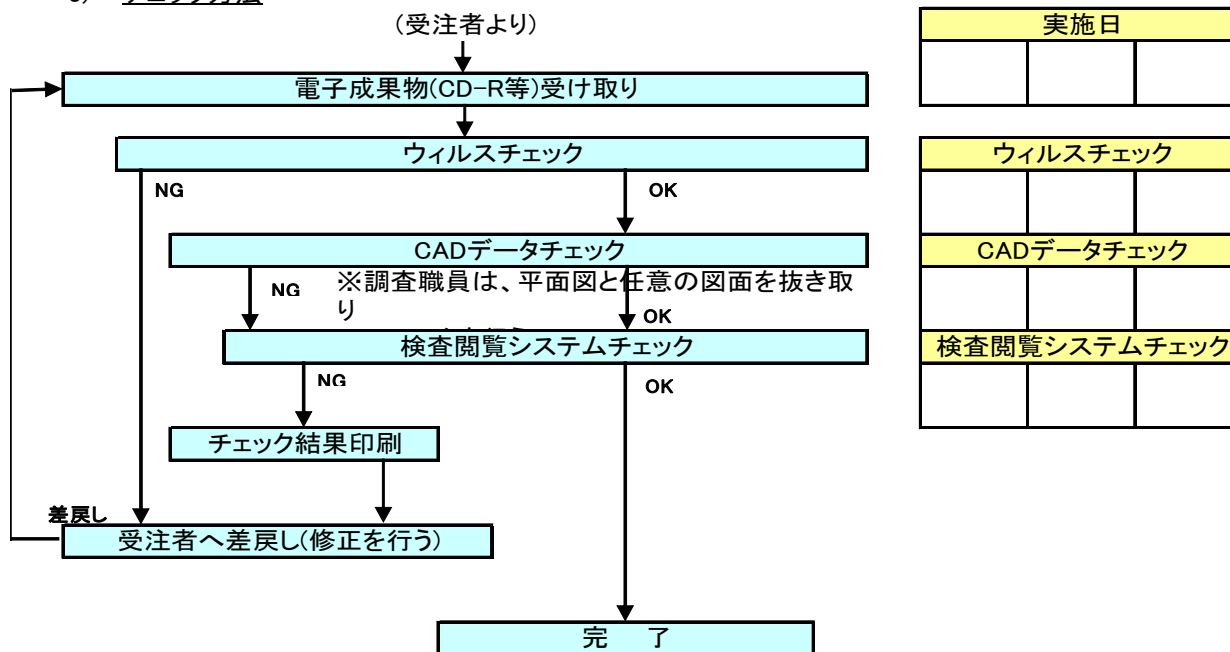 (受注者より)
実施日
電子成果物(CD-R等)受け取り
ウィルスチェック
ウィルスチェック
NG
OK
CADデータチェック
CADデータチェック
※調査職員は、平面図と任意の図面を抜き取
り
NG
OK
検査閲覧システムチェック
検査閲覧システムチェック
NG
OK
チェック結果印刷
差戻し
受注者へ差戻し(修正を行う)
完 了